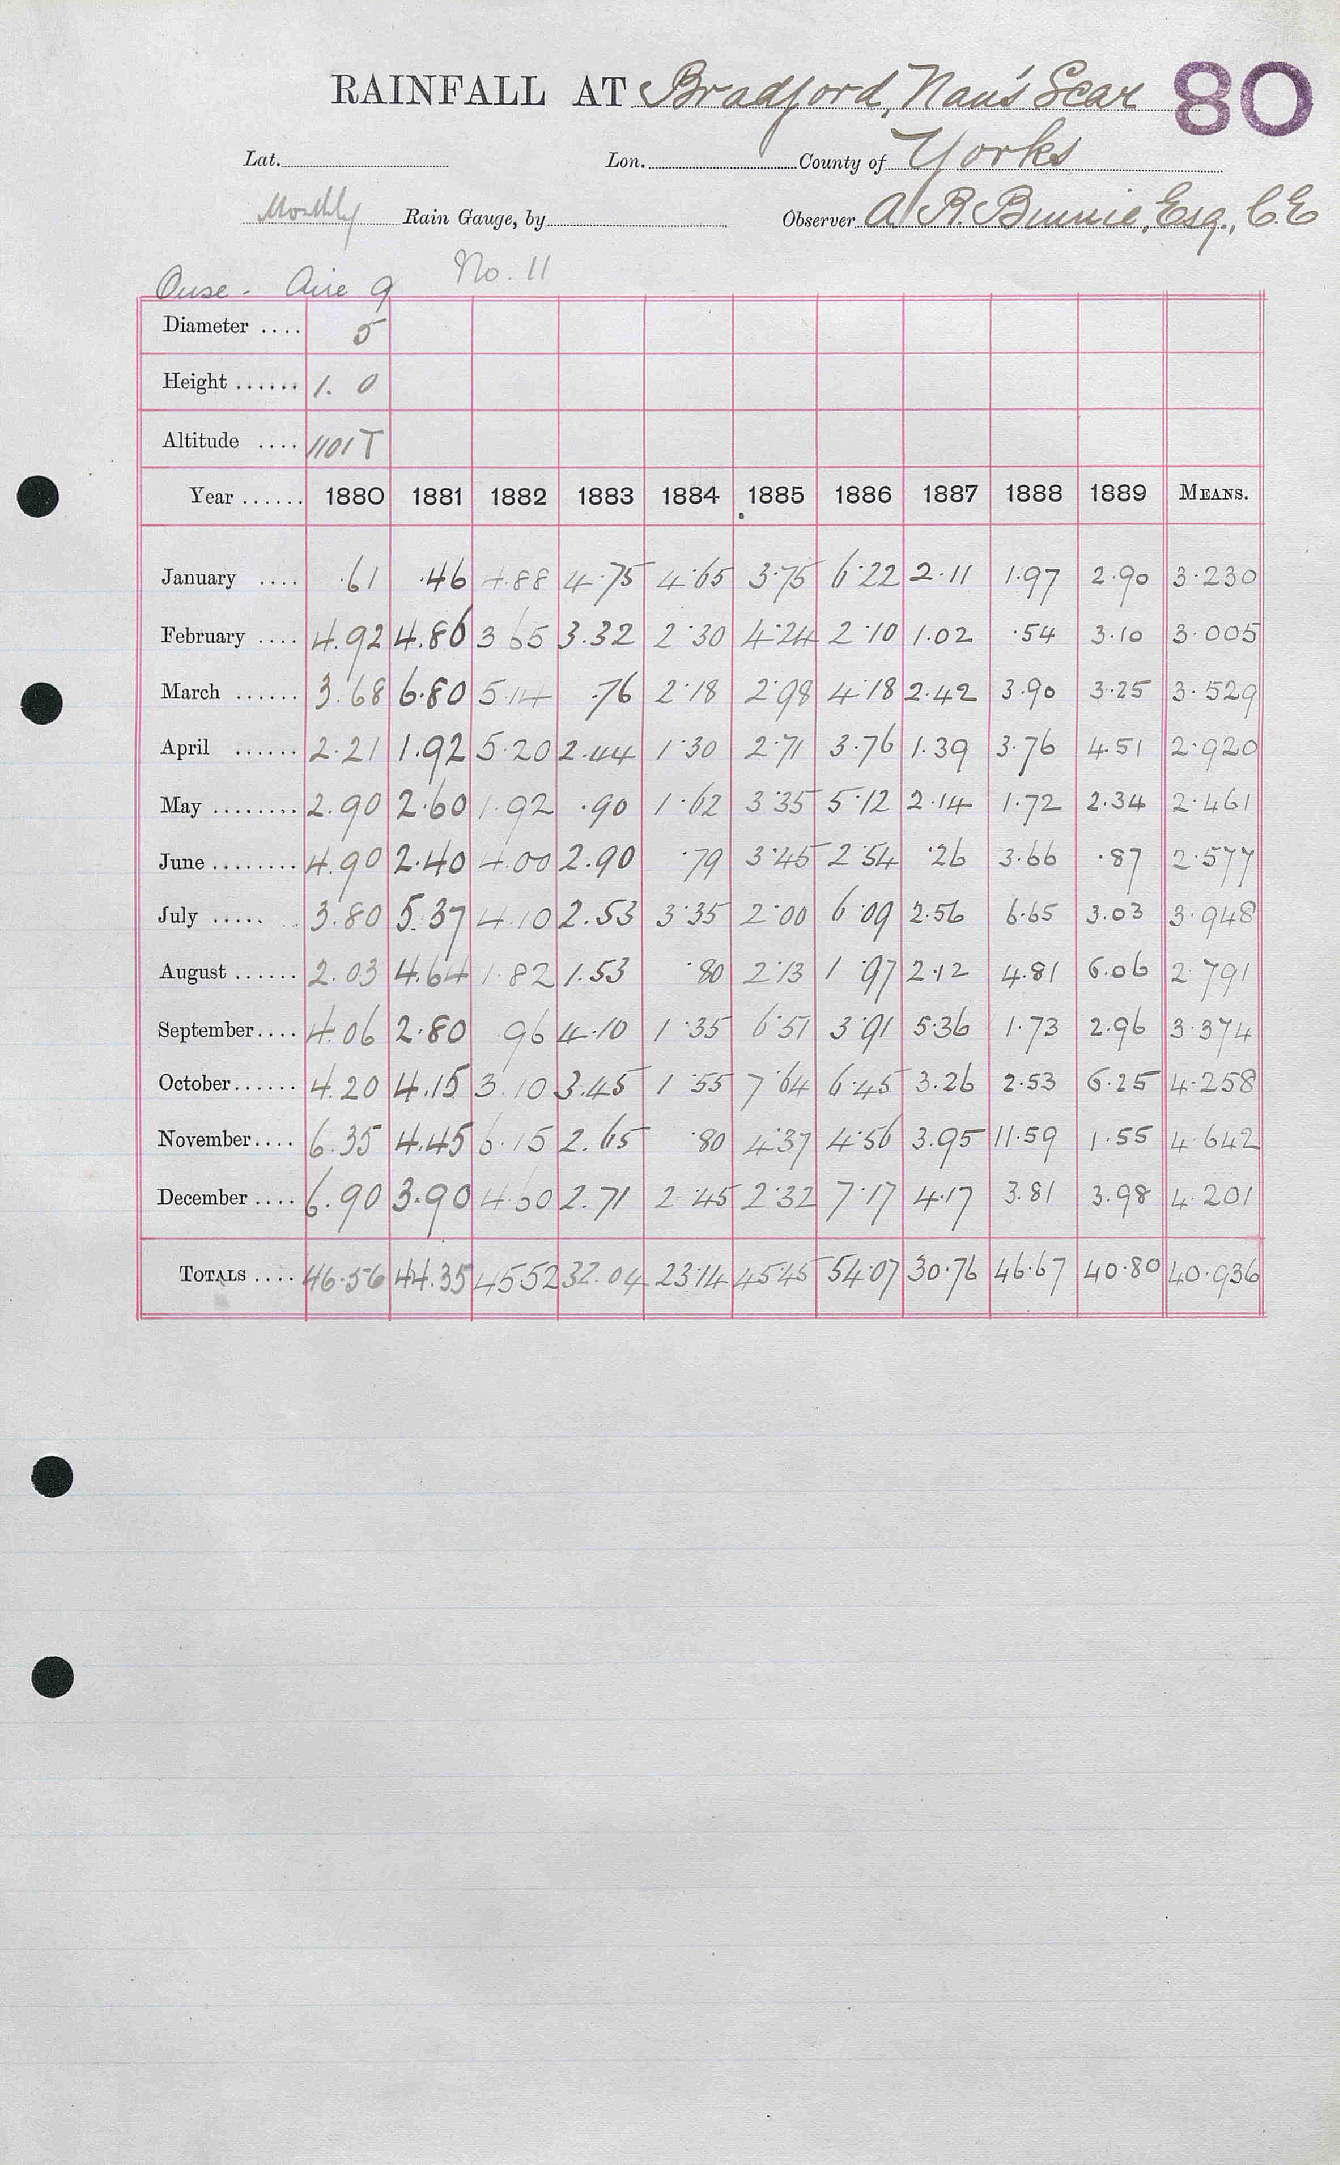 RAINFALL AT Bradford, Nan's Scar 80
Lat. Lon. County of Yorks
Monthly Rain Gauge, by Observer A R. Binnie, Esq., C.E
Ouse. Aire 9 No. 11
Diameter .... 5
Height ...... 1. 0
Altitude .... 1101 T
Year ...... 1880 1881 1882 1883 1884 1885 1886 1887 1888 1889 MEANS.
January .... .61 .46 4.88 4.75 4.65 3.75 6.22 2.11 1.97 2.90 3.230
February .... 4.92 4.86 3.65 3.32 2.30 4.24 2.10 1.02 .54 3.10 3.005
March ...... 3.68 6.80 5.14 .76 2.18 2.98 4.18 2.42 3.90 3.25 3.529
April ...... 2.21 1.92 5.20 2.44 1.30 2.71 3.76 1.39 3.76 4.51 2.920
May ........ 2.90 2.60 1.92 .90 1.62 3.35 5.12 2.14 1.72 2.34 2.461
June ........ 4.90 2.40 4.00 2.90 .79 3.45 2.54 .26 3.66 .87 2.577
July ..... 3.80 5.37 4.10 2.53 3.35 2.00 6.09 2.56 6.65 3.03 3.948
August ...... 2.03 4.64 1.82 1.53 .80 2.13 1.97 2.12 4.81 6.06 2.791
September .... 4.06 2.80 .96 4.10 1.35 6.51 3.91 5.36 1.73 2.96 3.374
October ...... 4.20 4.15 3.10 3.45 1.55 7.64 6.45 3.26 2.53 6.25 4.258
November .... 6.35 4.45 6.15 2.65 .80 4.37 4.56 3.95 11.59 1.55 4.642
December .... 6.90 3.90 4.60 2.71 2.45 2.32 7.17 4.17 3.81 3.98 4.201
TOTALS .... 46.56 44.35 45.52 32.04 23.14 45.45 54.07 30.76 46.67 40.80 40.936